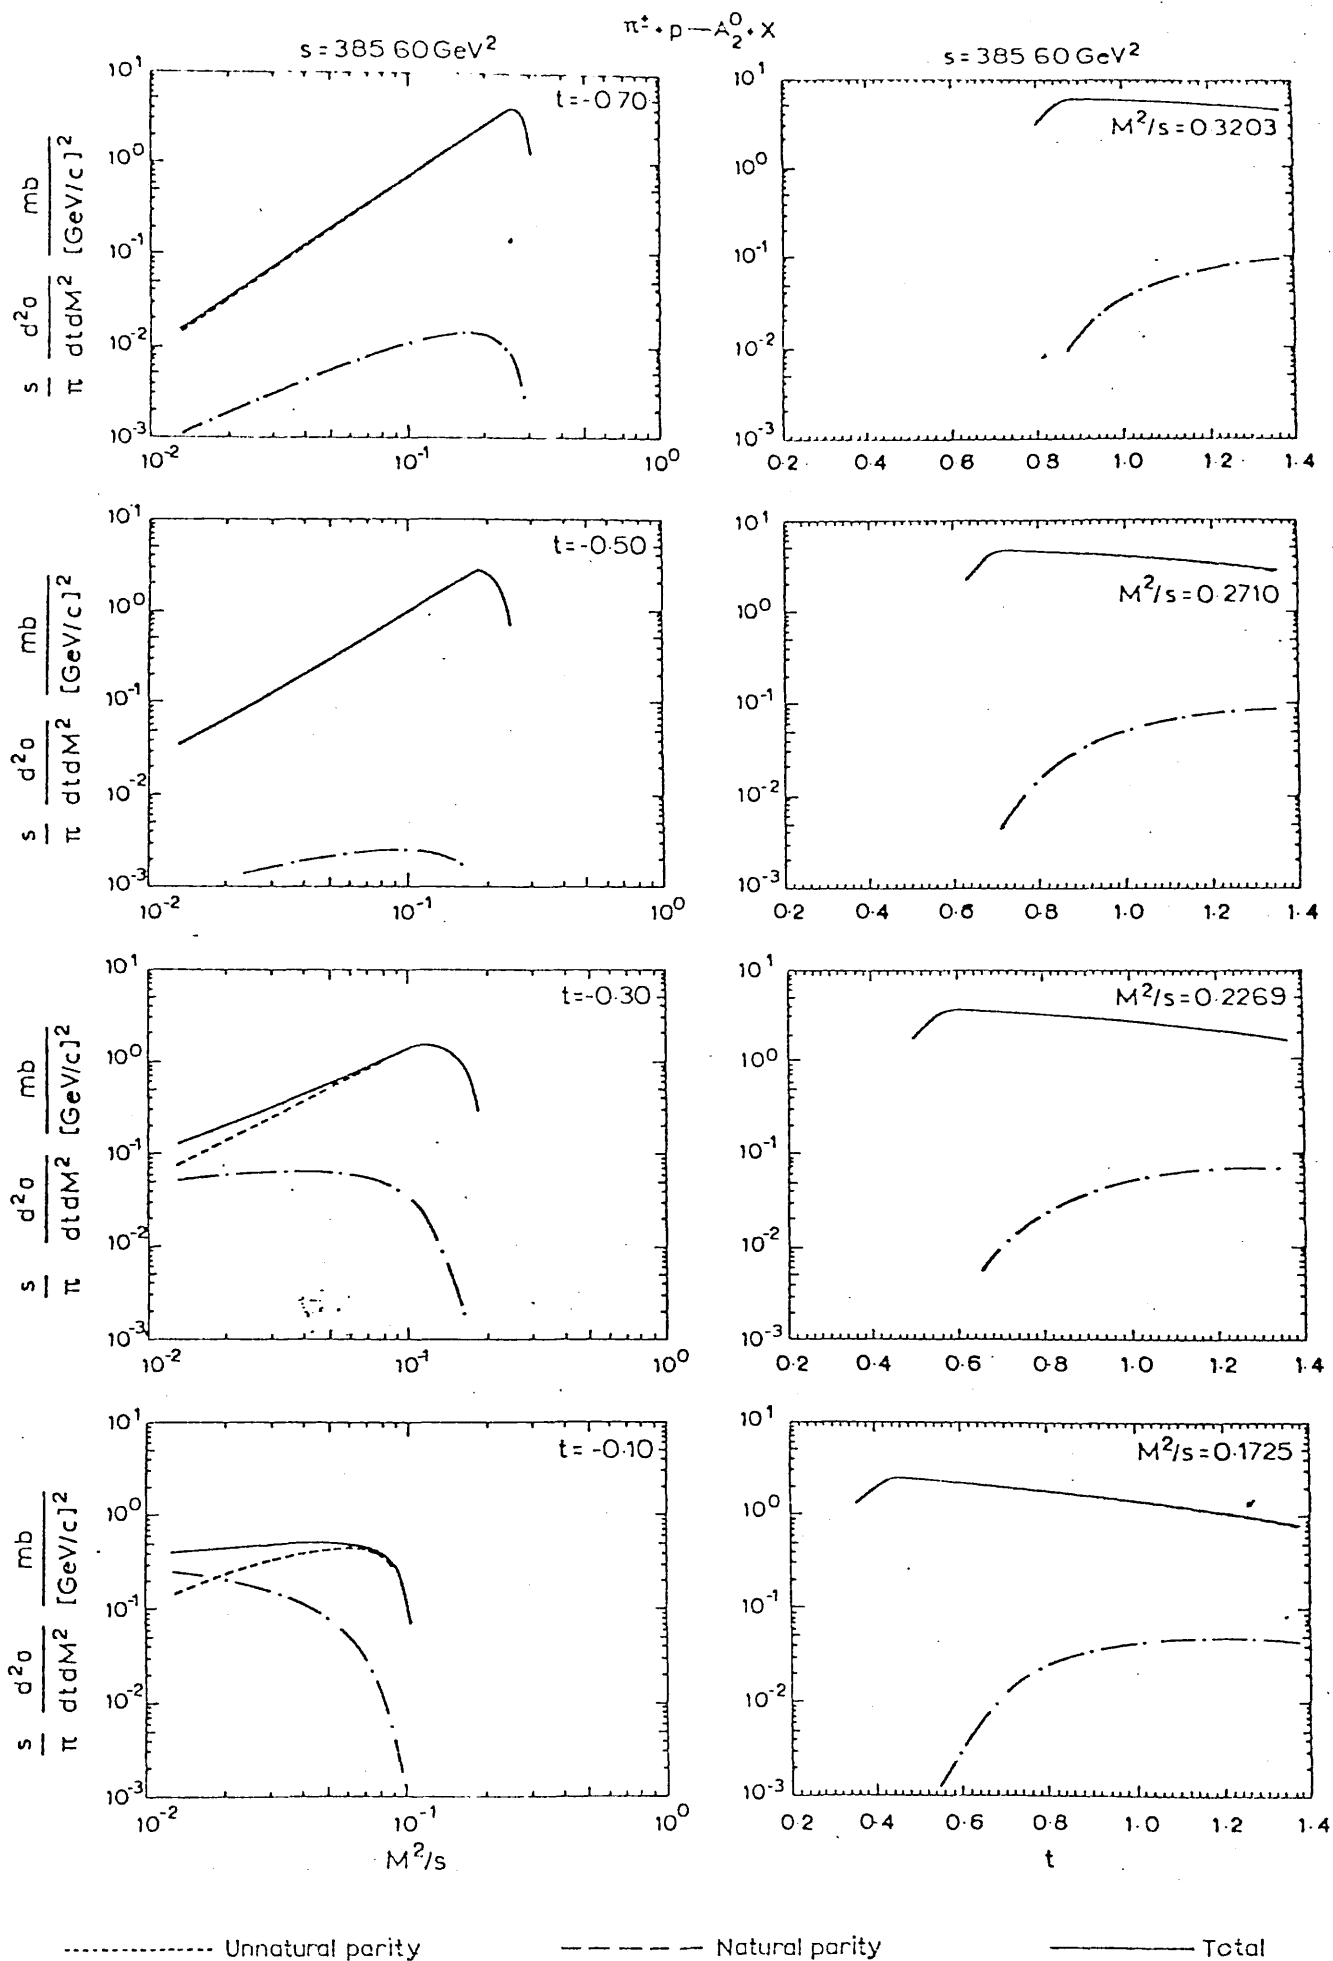 π± + p — A₂⁰ + X
s = 385 60 GeV²
s = 385 60 GeV²
t = -0.70
M²/s = 0.3203
s/π d²σ/dtdM² mb/[GeV/c]²
10¹
10⁰
10⁻¹
10⁻²
10⁻³
10⁻² 10⁻¹ 10⁰
10¹
10⁰
10⁻¹
10⁻²
10⁻³
0.2 0.4 0.6 0.8 1.0 1.2 1.4
t = -0.50
M²/s = 0.2710
s/π d²σ/dtdM² mb/[GeV/c]²
10¹
10⁰
10⁻¹
10⁻²
10⁻³
10⁻² 10⁻¹ 10⁰
10¹
10⁰
10⁻¹
10⁻²
10⁻³
0.2 0.4 0.6 0.8 1.0 1.2 1.4
t = -0.30
M²/s = 0.2269
s/π d²σ/dtdM² mb/[GeV/c]²
10¹
10⁰
10⁻¹
10⁻²
10⁻³
10⁻² 10⁻¹ 10⁰
10¹
10⁰
10⁻¹
10⁻²
10⁻³
0.2 0.4 0.6 0.8 1.0 1.2 1.4
t = -0.10
M²/s = 0.1725
s/π d²σ/dtdM² mb/[GeV/c]²
10¹
10⁰
10⁻¹
10⁻²
10⁻³
10⁻² 10⁻¹ 10⁰
M²/s
10¹
10⁰
10⁻¹
10⁻²
10⁻³
0.2 0.4 0.6 0.8 1.0 1.2 1.4
t
Unnatural parity
Natural parity
Total